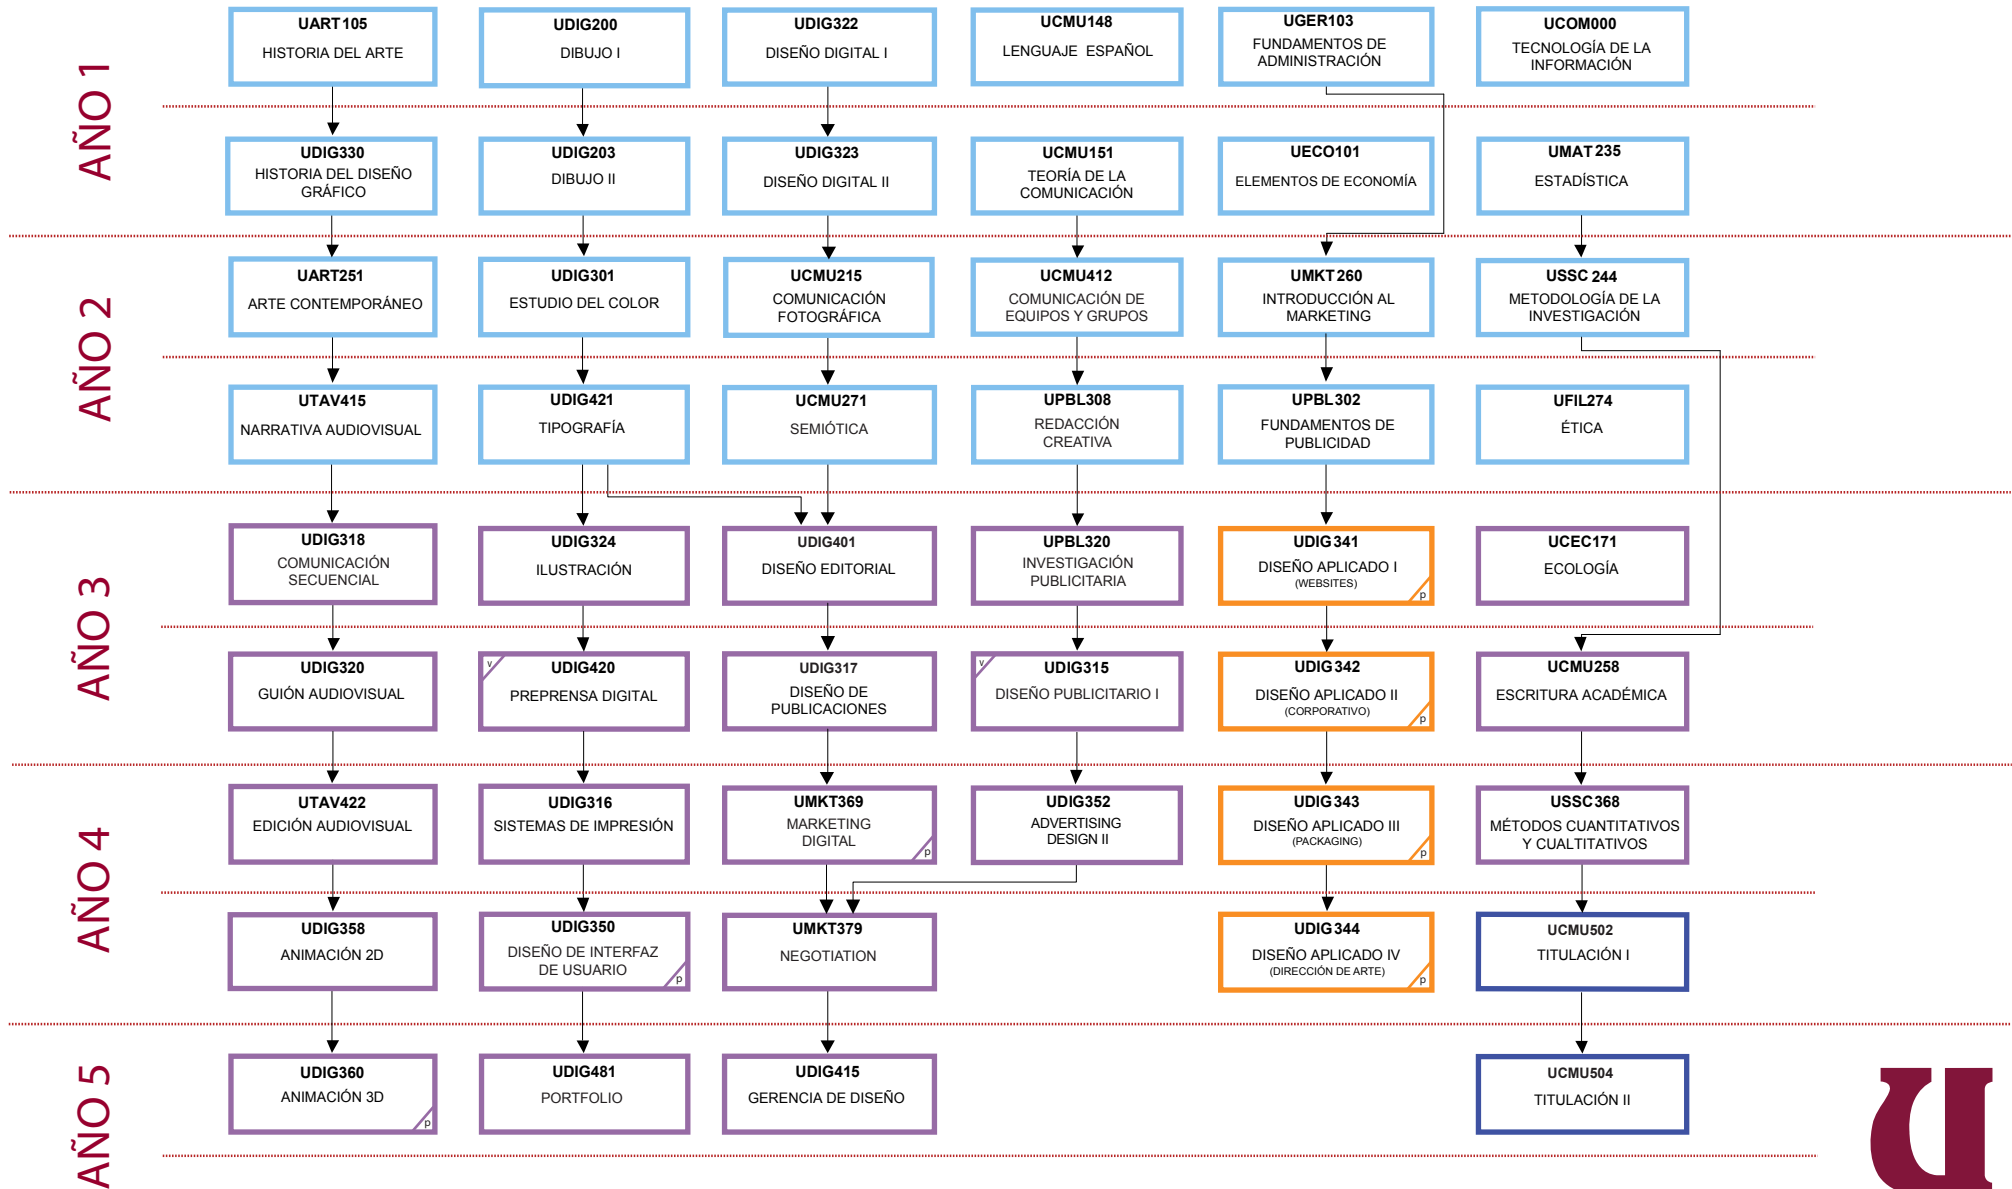 AÑO 1
UART105
HISTORIA DEL ARTE
UDIG200
DIBUJO I
UDIG322
DISEÑO DIGITAL I
UCMU148
LENGUAJE ESPAÑOL
UGER103
FUNDAMENTOS DE
ADMINISTRACIÓN
UCOM000
TECNOLOGÍA DE LA
INFORMACIÓN
UDIG330
HISTORIA DEL DISEÑO
GRÁFICO
UDIG203
DIBUJO II
UDIG323
DISEÑO DIGITAL II
UCMU151
TEORÍA DE LA
COMUNICACIÓN
UECO101
ELEMENTOS DE ECONOMÍA
UMAT235
ESTADÍSTICA
AÑO 2
UART251
ARTE CONTEMPORÁNEO
UDIG301
ESTUDIO DEL COLOR
UCMU215
COMUNICACIÓN
FOTOGRÁFICA
UCMU412
COMUNICACIÓN DE
EQUIPOS Y GRUPOS
UMKT260
INTRODUCCIÓN AL
MARKETING
USSC 244
METODOLOGÍA DE LA
INVESTIGACIÓN
UTAV415
NARRATIVA AUDIOVISUAL
UDIG421
TIPOGRAFÍA
UCMU271
SEMIÓTICA
UPBL308
REDACCIÓN
CREATIVA
UPBL302
FUNDAMENTOS DE
PUBLICIDAD
UFIL274
ÉTICA
AÑO 3
UDIG318
COMUNICACIÓN
SECUENCIAL
UDIG324
ILUSTRACIÓN
UDIG401
DISEÑO EDITORIAL
UPBL320
INVESTIGACIÓN
PUBLICITARIA
UDIG341
DISEÑO APLICADO I
(WEBSITES)
p
UCEC171
ECOLOGÍA
UDIG320
GUIÓN AUDIOVISUAL
v
UDIG420
PREPRENSA DIGITAL
UDIG317
DISEÑO DE
PUBLICACIONES
v
UDIG315
DISEÑO PUBLICITARIO I
UDIG342
DISEÑO APLICADO II
(CORPORATIVO)
p
UCMU258
ESCRITURA ACADÉMICA
AÑO 4
UTAV422
EDICIÓN AUDIOVISUAL
UDIG316
SISTEMAS DE IMPRESIÓN
UMKT369
MARKETING
DIGITAL
p
UDIG352
ADVERTISING
DESIGN II
UDIG343
DISEÑO APLICADO III
(PACKAGING)
p
USSC368
MÉTODOS CUANTITATIVOS
Y CUALTITATIVOS
UDIG358
ANIMACIÓN 2D
UDIG350
DISEÑO DE INTERFAZ
DE USUARIO
p
UMKT379
NEGOTIATION
UDIG344
DISEÑO APLICADO IV
(DIRECCIÓN DE ARTE)
p
UCMU502
TITULACIÓN I
AÑO 5
UDIG360
ANIMACIÓN 3D
p
UDIG481
PORTFOLIO
UDIG415
GERENCIA DE DISEÑO
UCMU504
TITULACIÓN II
U